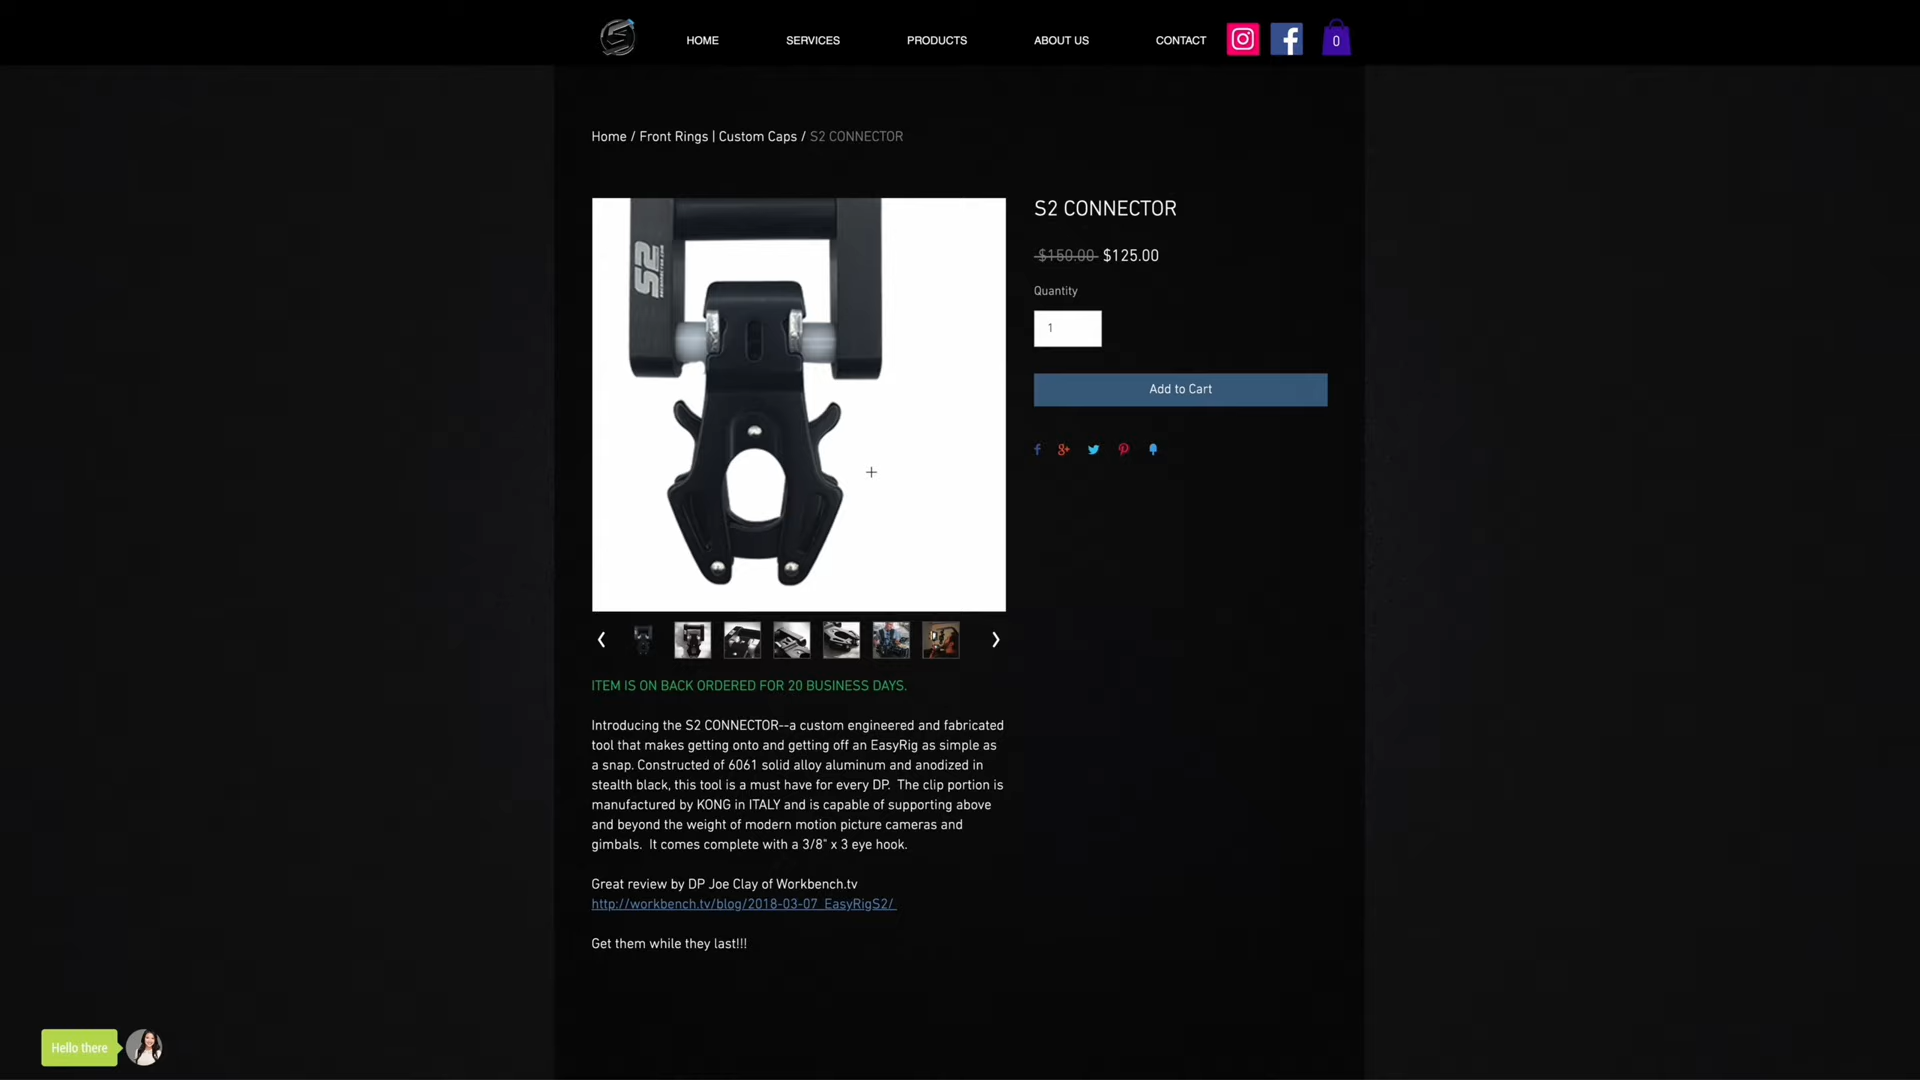 HOME
SERVICES
PRODUCTS
ABOUT US
CONTACT
0
Home / Front Rings | Custom Caps / S2 CONNECTOR
S2
S2 CONNECTOR
$150.00 $125.00
Quantity
1
Add to Cart
ITEM IS ON BACK ORDERED FOR 20 BUSINESS DAYS.
Introducing the S2 CONNECTOR--a custom engineered and fabricated
tool that makes getting onto and getting off an EasyRig as simple as
a snap. Constructed of 6061 solid alloy aluminum and anodized in
stealth black, this tool is a must have for every DP. The clip portion is
manufactured by KONG in ITALY and is capable of supporting above
and beyond the weight of modern motion picture cameras and
gimbals. It comes complete with a 3/8" x 3 eye hook.
Great review by DP Joe Clay of Workbench.tv
http://workbench.tv/blog/2018-03-07_EasyRigS2/
Get them while they last!!!
Hello there